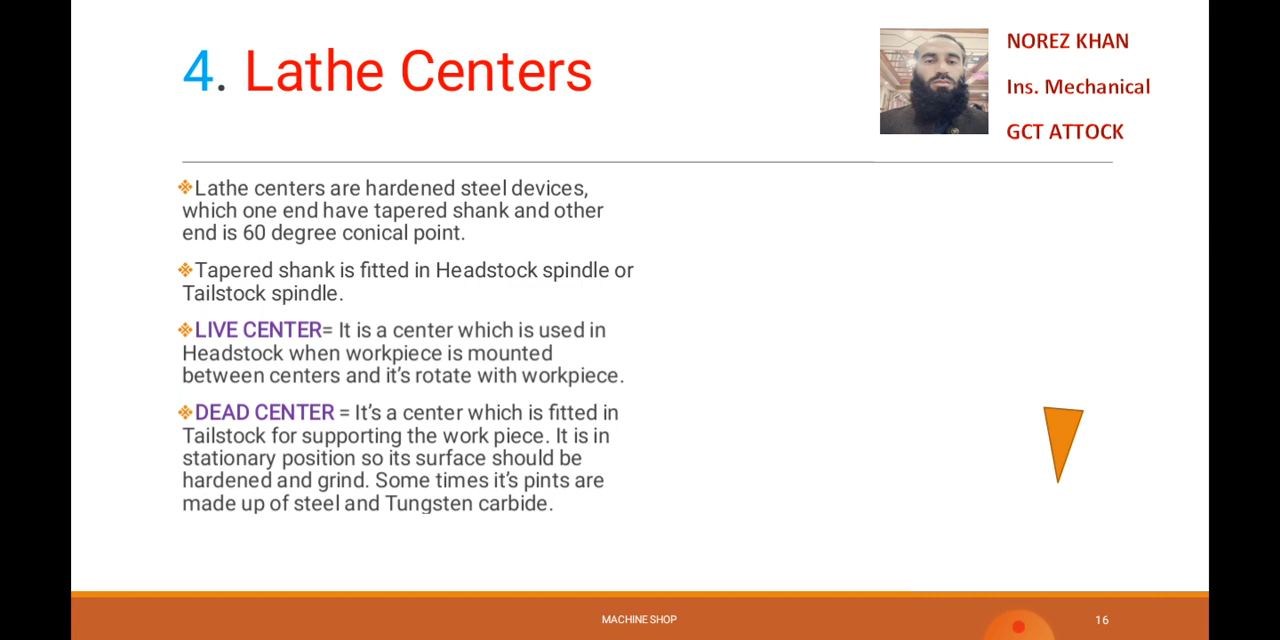 4. Lathe Centers
NOREZ KHAN
Ins. Mechanical
GCT ATTOCK
Lathe centers are hardened steel devices,
which one end have tapered shank and other
end is 60 degree conical point.
Tapered shank is fitted in Headstock spindle or
Tailstock spindle.
LIVE CENTER= It is a center which is used in
Headstock when workpiece is mounted
between centers and it's rotate with workpiece.
DEAD CENTER = It's a center which is fitted in
Tailstock for supporting the work piece. It is in
stationary position so its surface should be
hardened and grind. Some times it's pints are
made up of steel and Tungsten carbide.
MACHINE SHOP
16